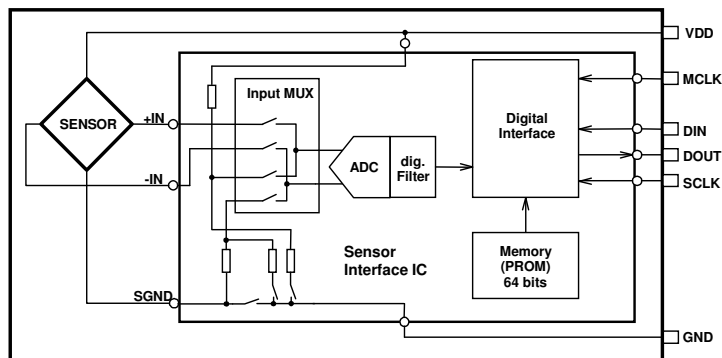 VDD
MCLK
Input MUX
Digital
Interface
+IN
SENSOR
DIN
DOUT
ADC
dig.
Filter
-IN
SCLK
Sensor
Interface IC
Memory
(PROM)
64 bits
SGND
GND